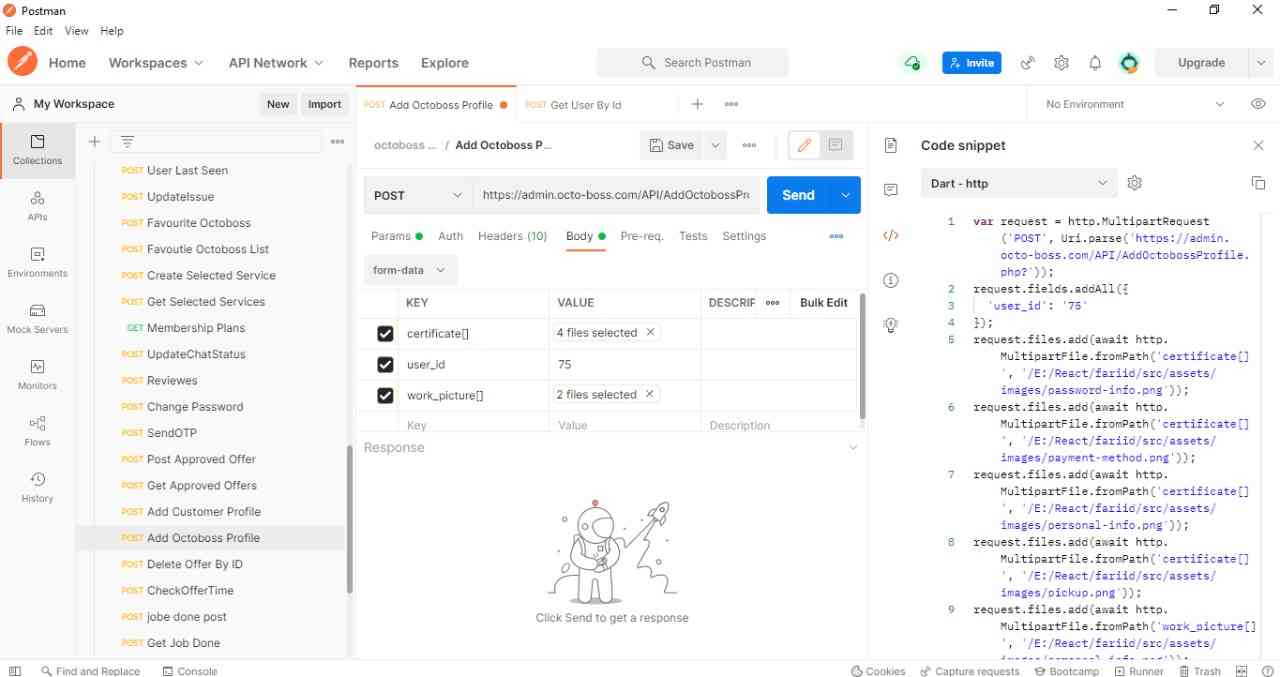 Postman
File Edit View Help
Home Workspaces API Network Reports Explore
Search Postman
Invite
Upgrade
My Workspace
New Import
POST Add Octoboss Profile
POST Get User By Id
No Environment
Collections
APIs
Environments
Mock Servers
Monitors
Flows
History
POST User Last Seen
POST UpdateIssue
POST Favourite Octoboss
POST Favoutie Octoboss List
POST Create Selected Service
POST Get Selected Services
GET Membership Plans
POST UpdateChatStatus
POST Reviewes
POST Change Password
POST SendOTP
POST Post Approved Offer
POST Get Approved Offers
POST Add Customer Profile
POST Add Octoboss Profile
POST Delete Offer By ID
POST CheckOfferTime
POST jobe done post
POST Get Job Done
octoboss ... / Add Octoboss P...
Save
POST https://admin.octo-boss.com/API/AddOctobossPr
Send
Params Auth Headers (10) Body Pre-req. Tests Settings
form-data
KEY VALUE DESCRIF Bulk Edit
certificate[] 4 files selected
user_id 75
work_picture[] 2 files selected
Key Value Description
Response
Click Send to get a response
Code snippet
Dart - http
1 var request = http.MultipartRequest
('POST', Uri.parse('https://admin.
octo-boss.com/API/AddOctobossProfile.
php?'));
2 request.fields.addAll({
3 'user_id': '75'
4 });
5 request.files.add(await http.
MultipartFile.fromPath('certificate[]
', '/E:/React/fariid/src/assets/
images/password-info.png'));
6 request.files.add(await http.
MultipartFile.fromPath('certificate[]
', '/E:/React/fariid/src/assets/
images/payment-method.png'));
7 request.files.add(await http.
MultipartFile.fromPath('certificate[]
', '/E:/React/fariid/src/assets/
images/personal-info.png'));
8 request.files.add(await http.
MultipartFile.fromPath('certificate[]
', '/E:/React/fariid/src/assets/
images/pickup.png'));
9 request.files.add(await http.
MultipartFile.fromPath('work_picture[]
', '/E:/React/fariid/src/assets/
images/personal-info.png'));
Find and Replace Console
Cookies Capture requests Bootcamp Runner Trash